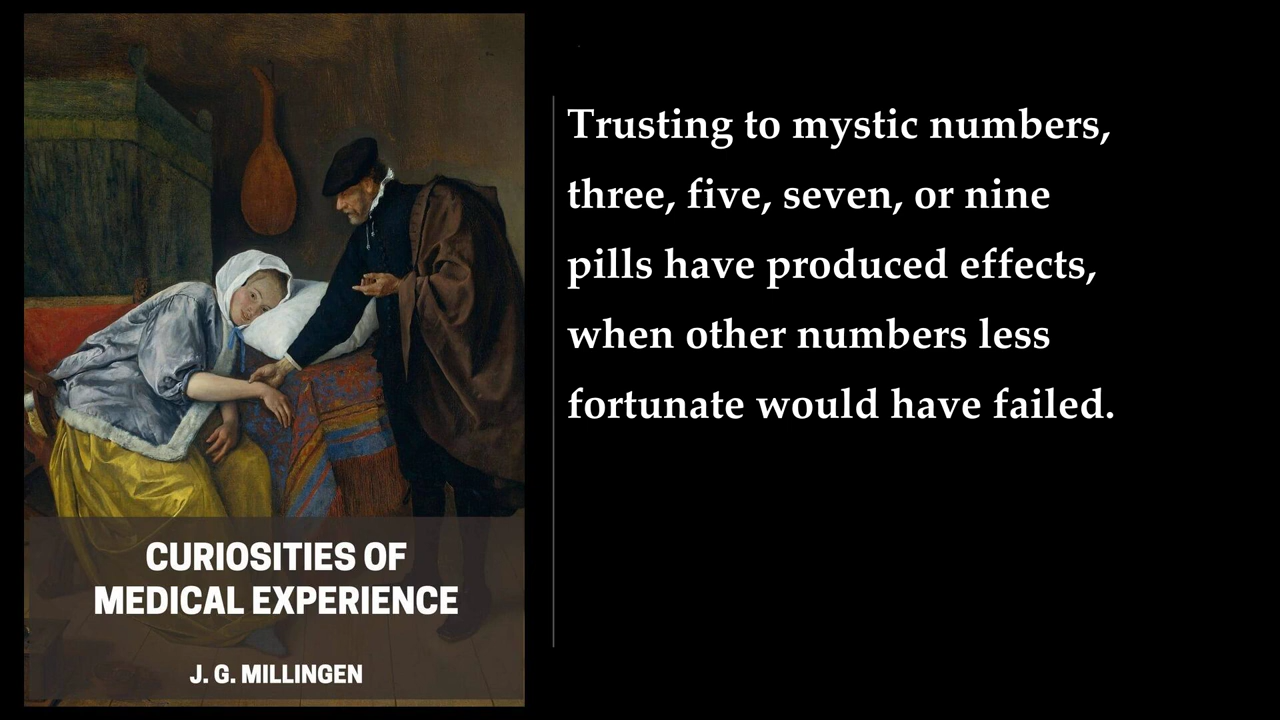 Trusting to mystic numbers,
three, five, seven, or nine
pills have produced effects,
when other numbers less
fortunate would have failed.
CURIOSITIES OF
MEDICAL EXPERIENCE
J. G. MILLINGEN